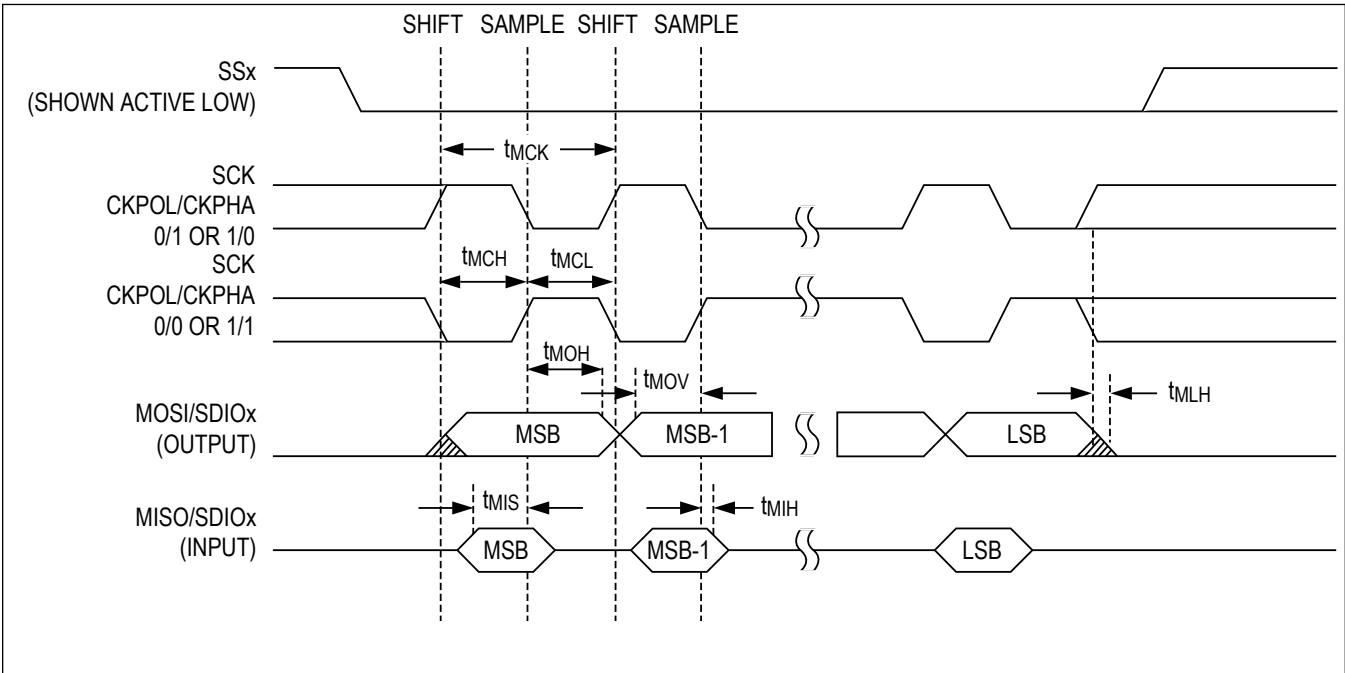 SHIFT SAMPLE SHIFT SAMPLE
SSx
(SHOWN ACTIVE LOW)
tMCK
SCK
CKPOL/CKPHA
0/1 OR 1/0
tMCH tMCL
SCK
CKPOL/CKPHA
0/0 OR 1/1
tMOH
tMOV
tMLH
MOSI/SDIOx
(OUTPUT)
MSB MSB-1 LSB
tMIS
tMIH
MISO/SDIOx
(INPUT)
MSB MSB-1 LSB